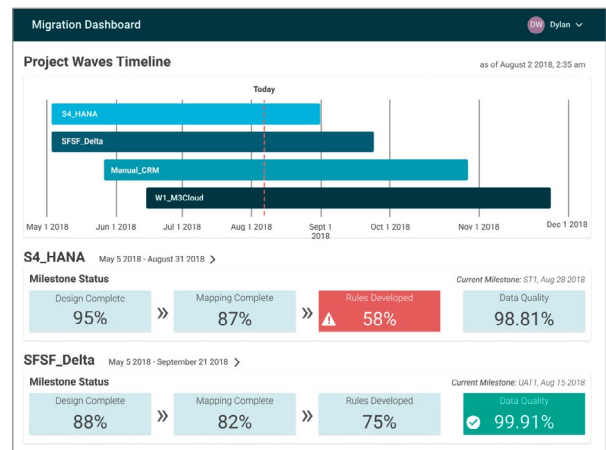 Migration Dashboard
DW Dylan
Project Waves Timeline
as of August 2 2018, 2:35 am
Today
S4_HANA
SFSF_Delta
Manual_CRM
W1_M3Cloud
May 1 2018
Jun 1 2018
Jul 1 2018
Aug 1 2018
Sept 1
2018
Oct 1 2018
Nov 1 2018
Dec 1 2018
S4_HANA May 5 2018 - August 31 2018
Milestone Status
Current Milestone: ST1, Aug 28 2018
Design Complete
95%
Mapping Complete
87%
Rules Developed
58%
Data Quality
98.81%
SFSF_Delta May 5 2018 - September 21 2018
Milestone Status
Current Milestone: UAT1, Aug 15 2018
Design Complete
88%
Mapping Complete
82%
Rules Developed
75%
Data Quality
99.91%